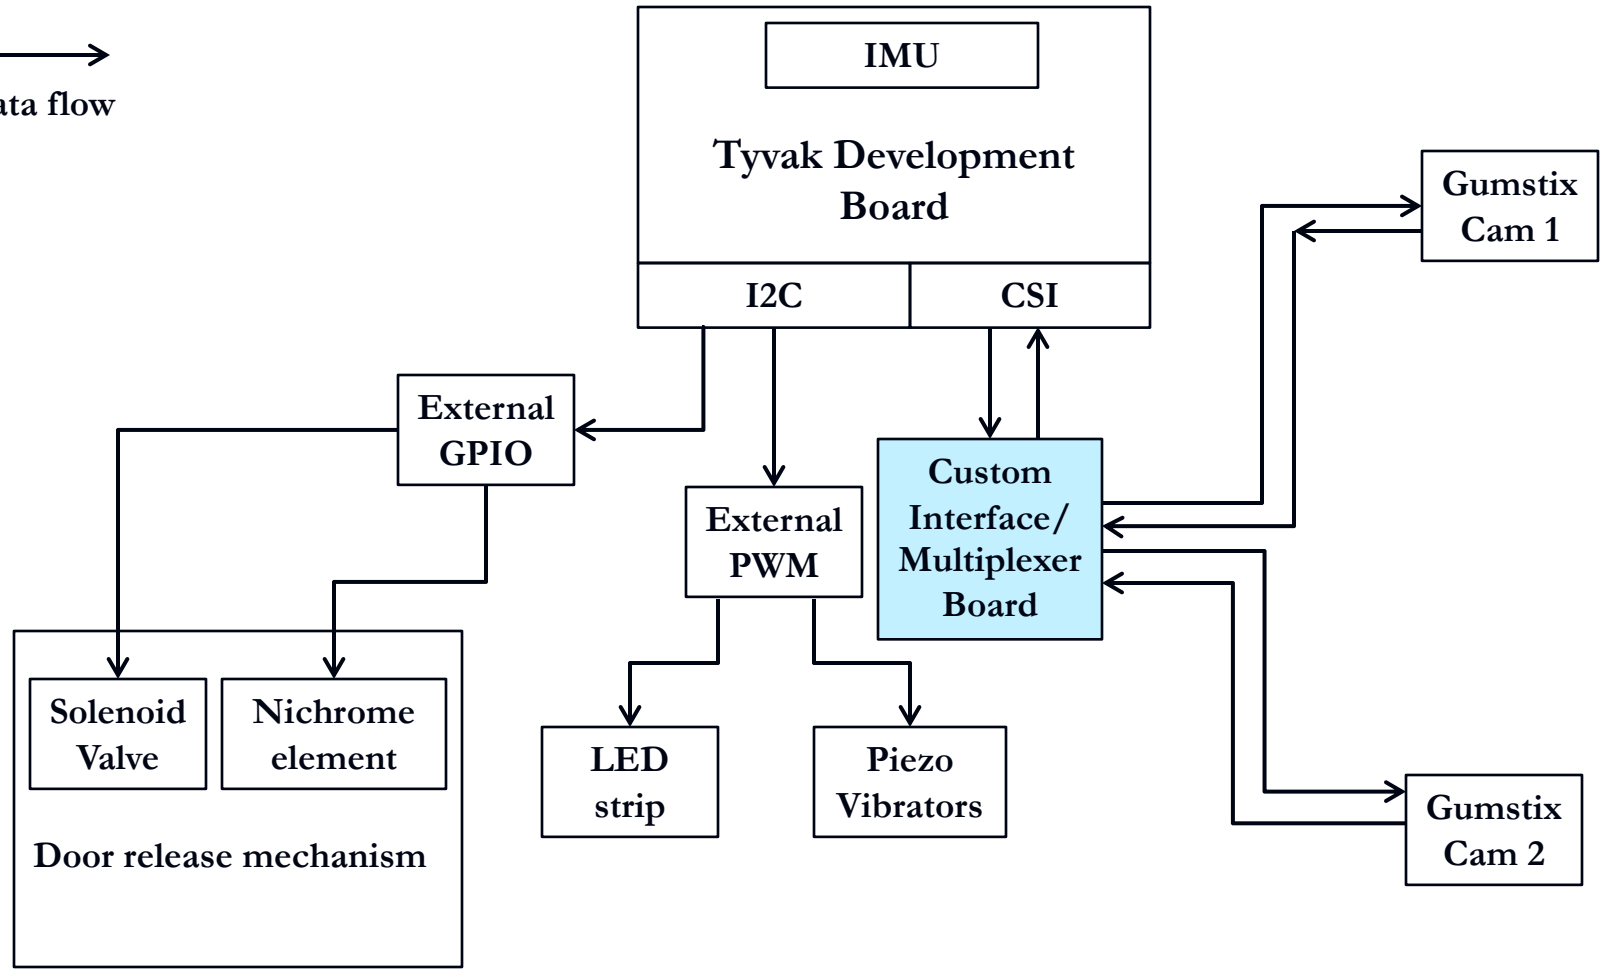 ata flow
IMU
Tyvak Development
Board
I2C
CSI
Gumstix
Cam 1
External
GPIO
External
PWM
Custom
Interface/
Multiplexer
Board
Solenoid
Valve
Nichrome
element
Door release mechanism
LED
strip
Piezo
Vibrators
Gumstix
Cam 2